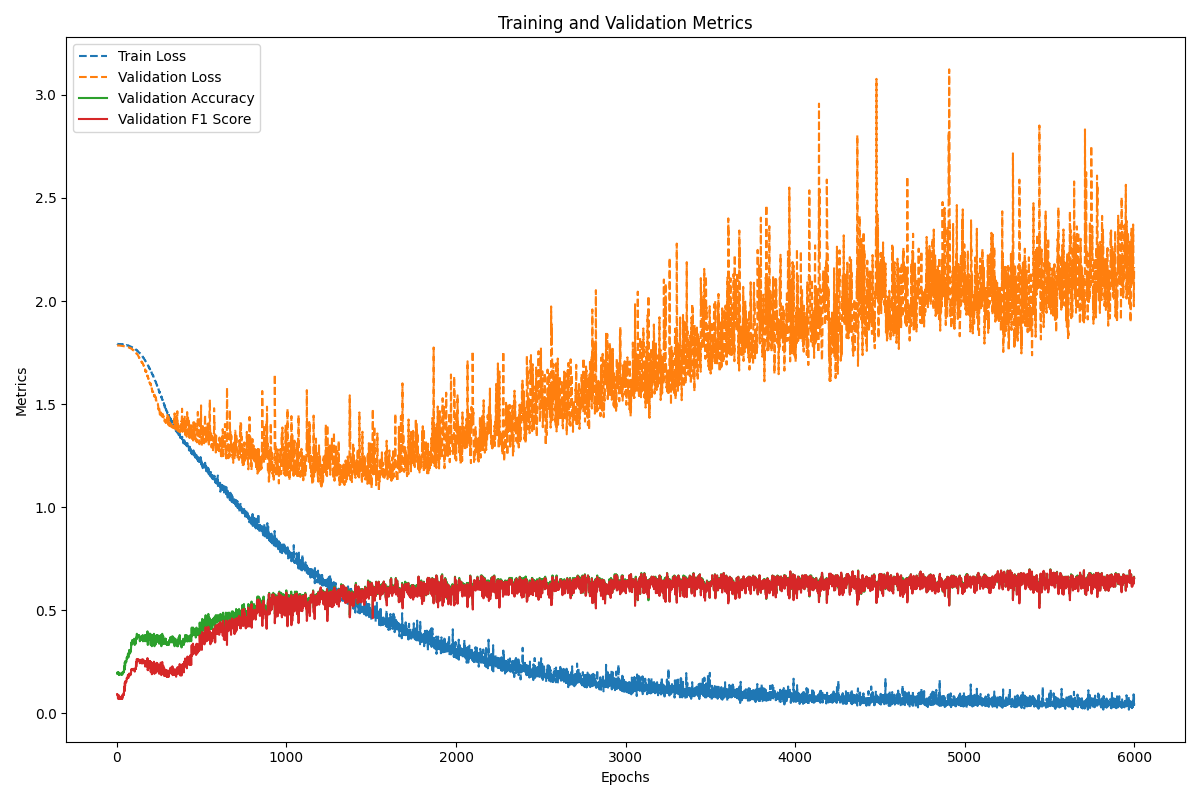 Training and Validation Metrics
Train Loss
Validation Loss
Validation Accuracy
Validation F1 Score
Metrics
3.0
2.5
2.0
1.5
1.0
0.5
0.0
0
1000
2000
3000
4000
5000
6000
Epochs